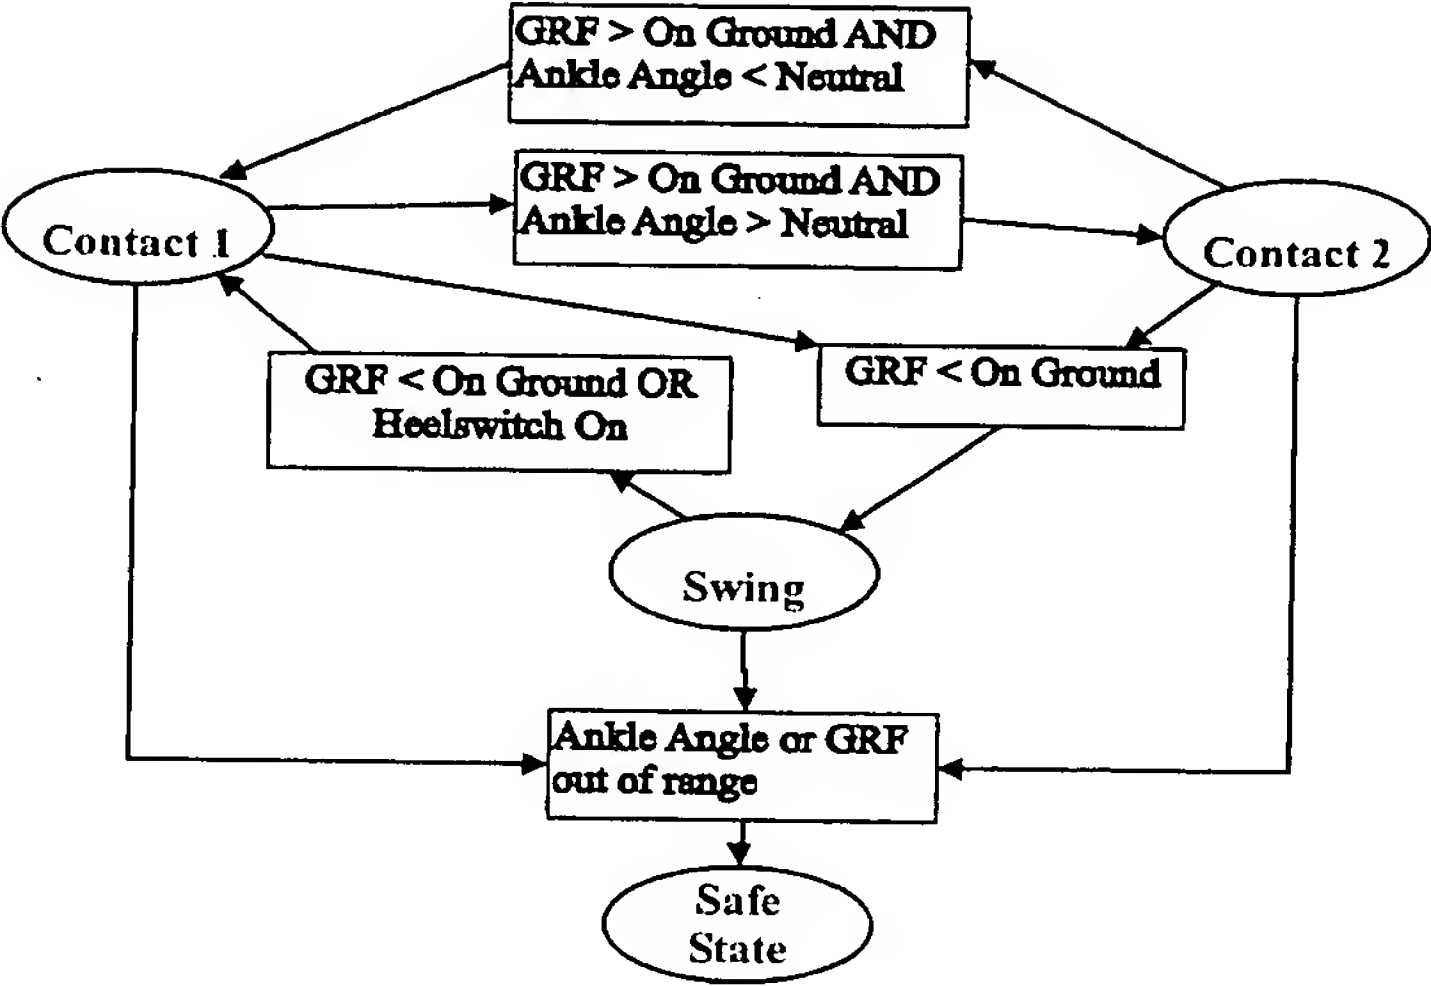 GRF > On Ground AND
Ankle Angle < Neutral
GRF > On Ground AND
Ankle Angle > Neutral
Contact 1
Contact 2
GRF < On Ground OR
Heelswitch On
GRF < On Ground
Swing
Ankle Angle or GRF
out of range
Safe
State